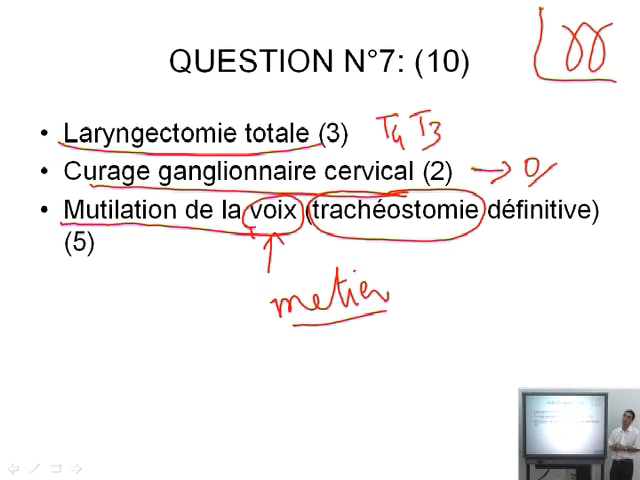 QUESTION N°7: (10)
• Laryngectomie totale (3) T4 T3
• Curage ganglionnaire cervical (2) →
• Mutilation de la voix (trachéostomie définitive)
(5)
metier